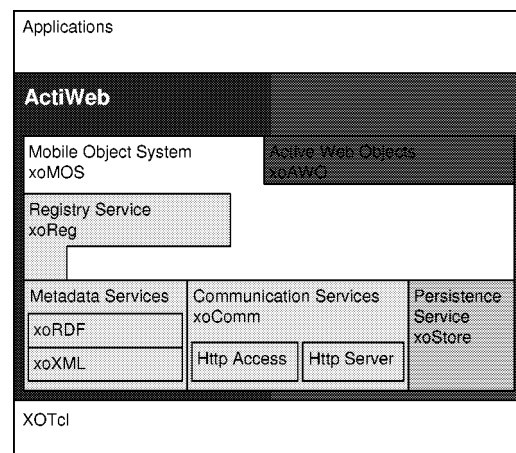 Applications
ActiWeb
Mobile Object System
xoMOS
Active Web Objects
xoAWO
Registry Service
xoReg
Metadata Services
xoRDF
xoXML
Communication Services
xoComm
Http Access
Http Server
Persistence
Service
xoStore
XOTcl